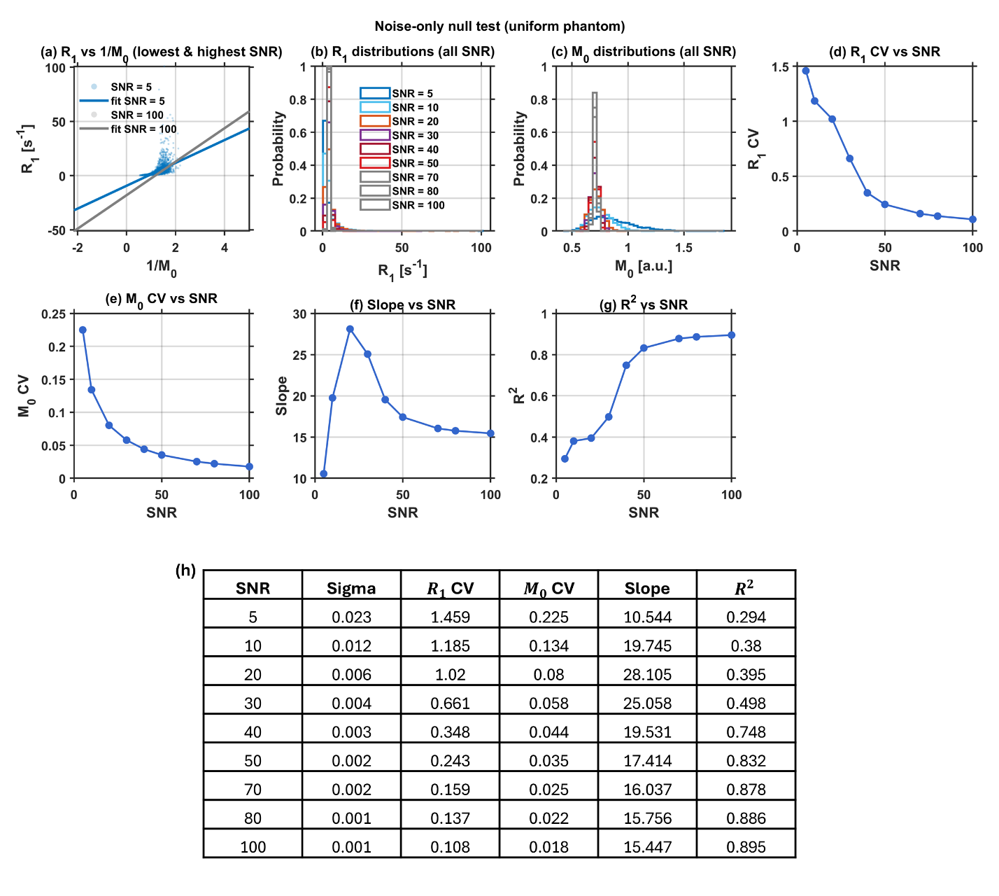 Noise-only null test (uniform phantom)
(a) R1 vs 1/M0 (lowest & highest SNR)
100
50
0
-50
-2
0
2
4
R1 [s-1]
1/M0
SNR = 5
fit SNR = 5
SNR = 100
fit SNR = 100
(b) R1 distributions (all SNR)
1
0.8
0.6
0.4
0.2
0
0
50
100
Probability
R1 [s-1]
SNR = 5
SNR = 10
SNR = 20
SNR = 30
SNR = 40
SNR = 50
SNR = 70
SNR = 80
SNR = 100
(c) M0 distributions (all SNR)
1
0.8
0.6
0.4
0.2
0
0.5
1
1.5
Probability
M0 [a.u.]
(d) R1 CV vs SNR
1.5
1
0.5
0
0
50
100
R1 CV
SNR
(e) M0 CV vs SNR
0.25
0.2
0.15
0.1
0.05
0
0
50
100
M0 CV
SNR
(f) Slope vs SNR
30
25
20
15
10
0
50
100
Slope
SNR
(g) R2 vs SNR
1
0.8
0.6
0.4
0.2
0
50
100
R2
SNR
(h)
SNR Sigma R1 CV M0 CV Slope R2
5 0.023 1.459 0.225 10.544 0.294
10 0.012 1.185 0.134 19.745 0.38
20 0.006 1.02 0.08 28.105 0.395
30 0.004 0.661 0.058 25.058 0.498
40 0.003 0.348 0.044 19.531 0.748
50 0.002 0.243 0.035 17.414 0.832
70 0.002 0.159 0.025 16.037 0.878
80 0.001 0.137 0.022 15.756 0.886
100 0.001 0.108 0.018 15.447 0.895